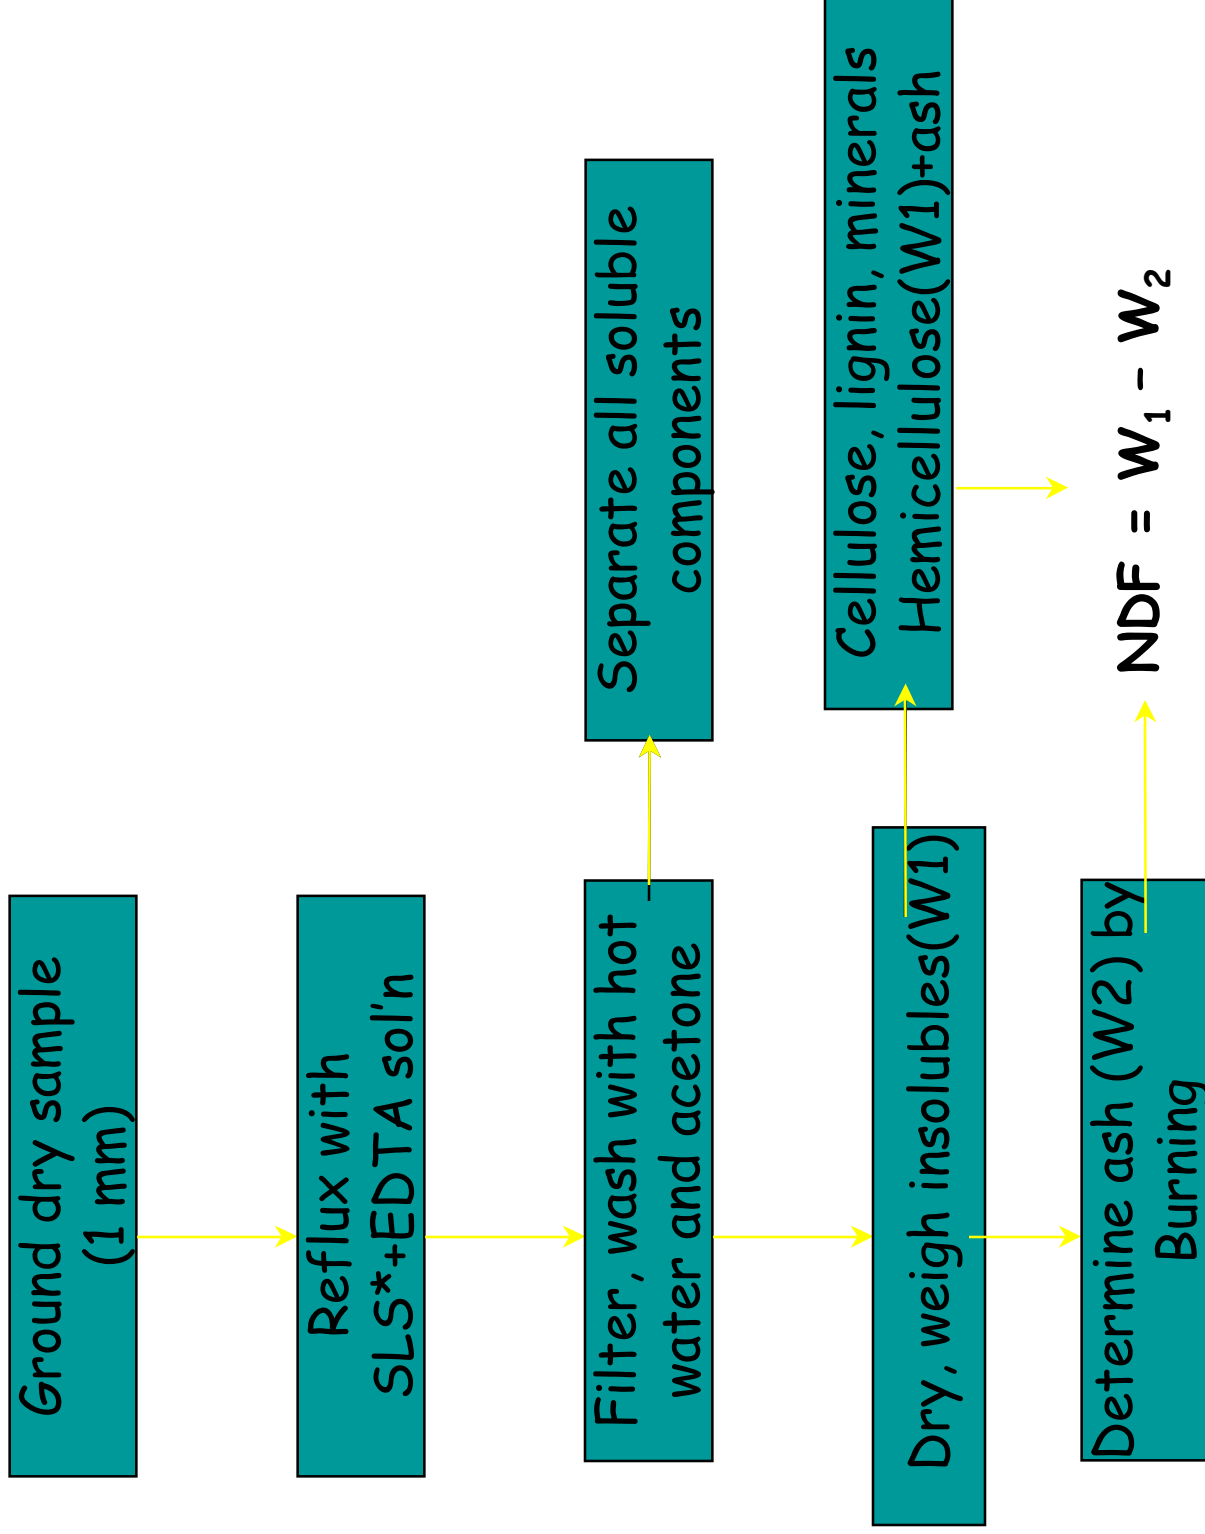 Ground dry sample
(1 mm)
Reflux with
SLS*+EDTA sol'n
Filter, wash with hot
water and acetone
Separate all soluble
components
Dry, weigh insolubles(W1)
Cellulose, lignin, minerals
Hemicellulose(W1)+ash
Determine ash (W2) by
Burning
NDF = W₁ – W₂